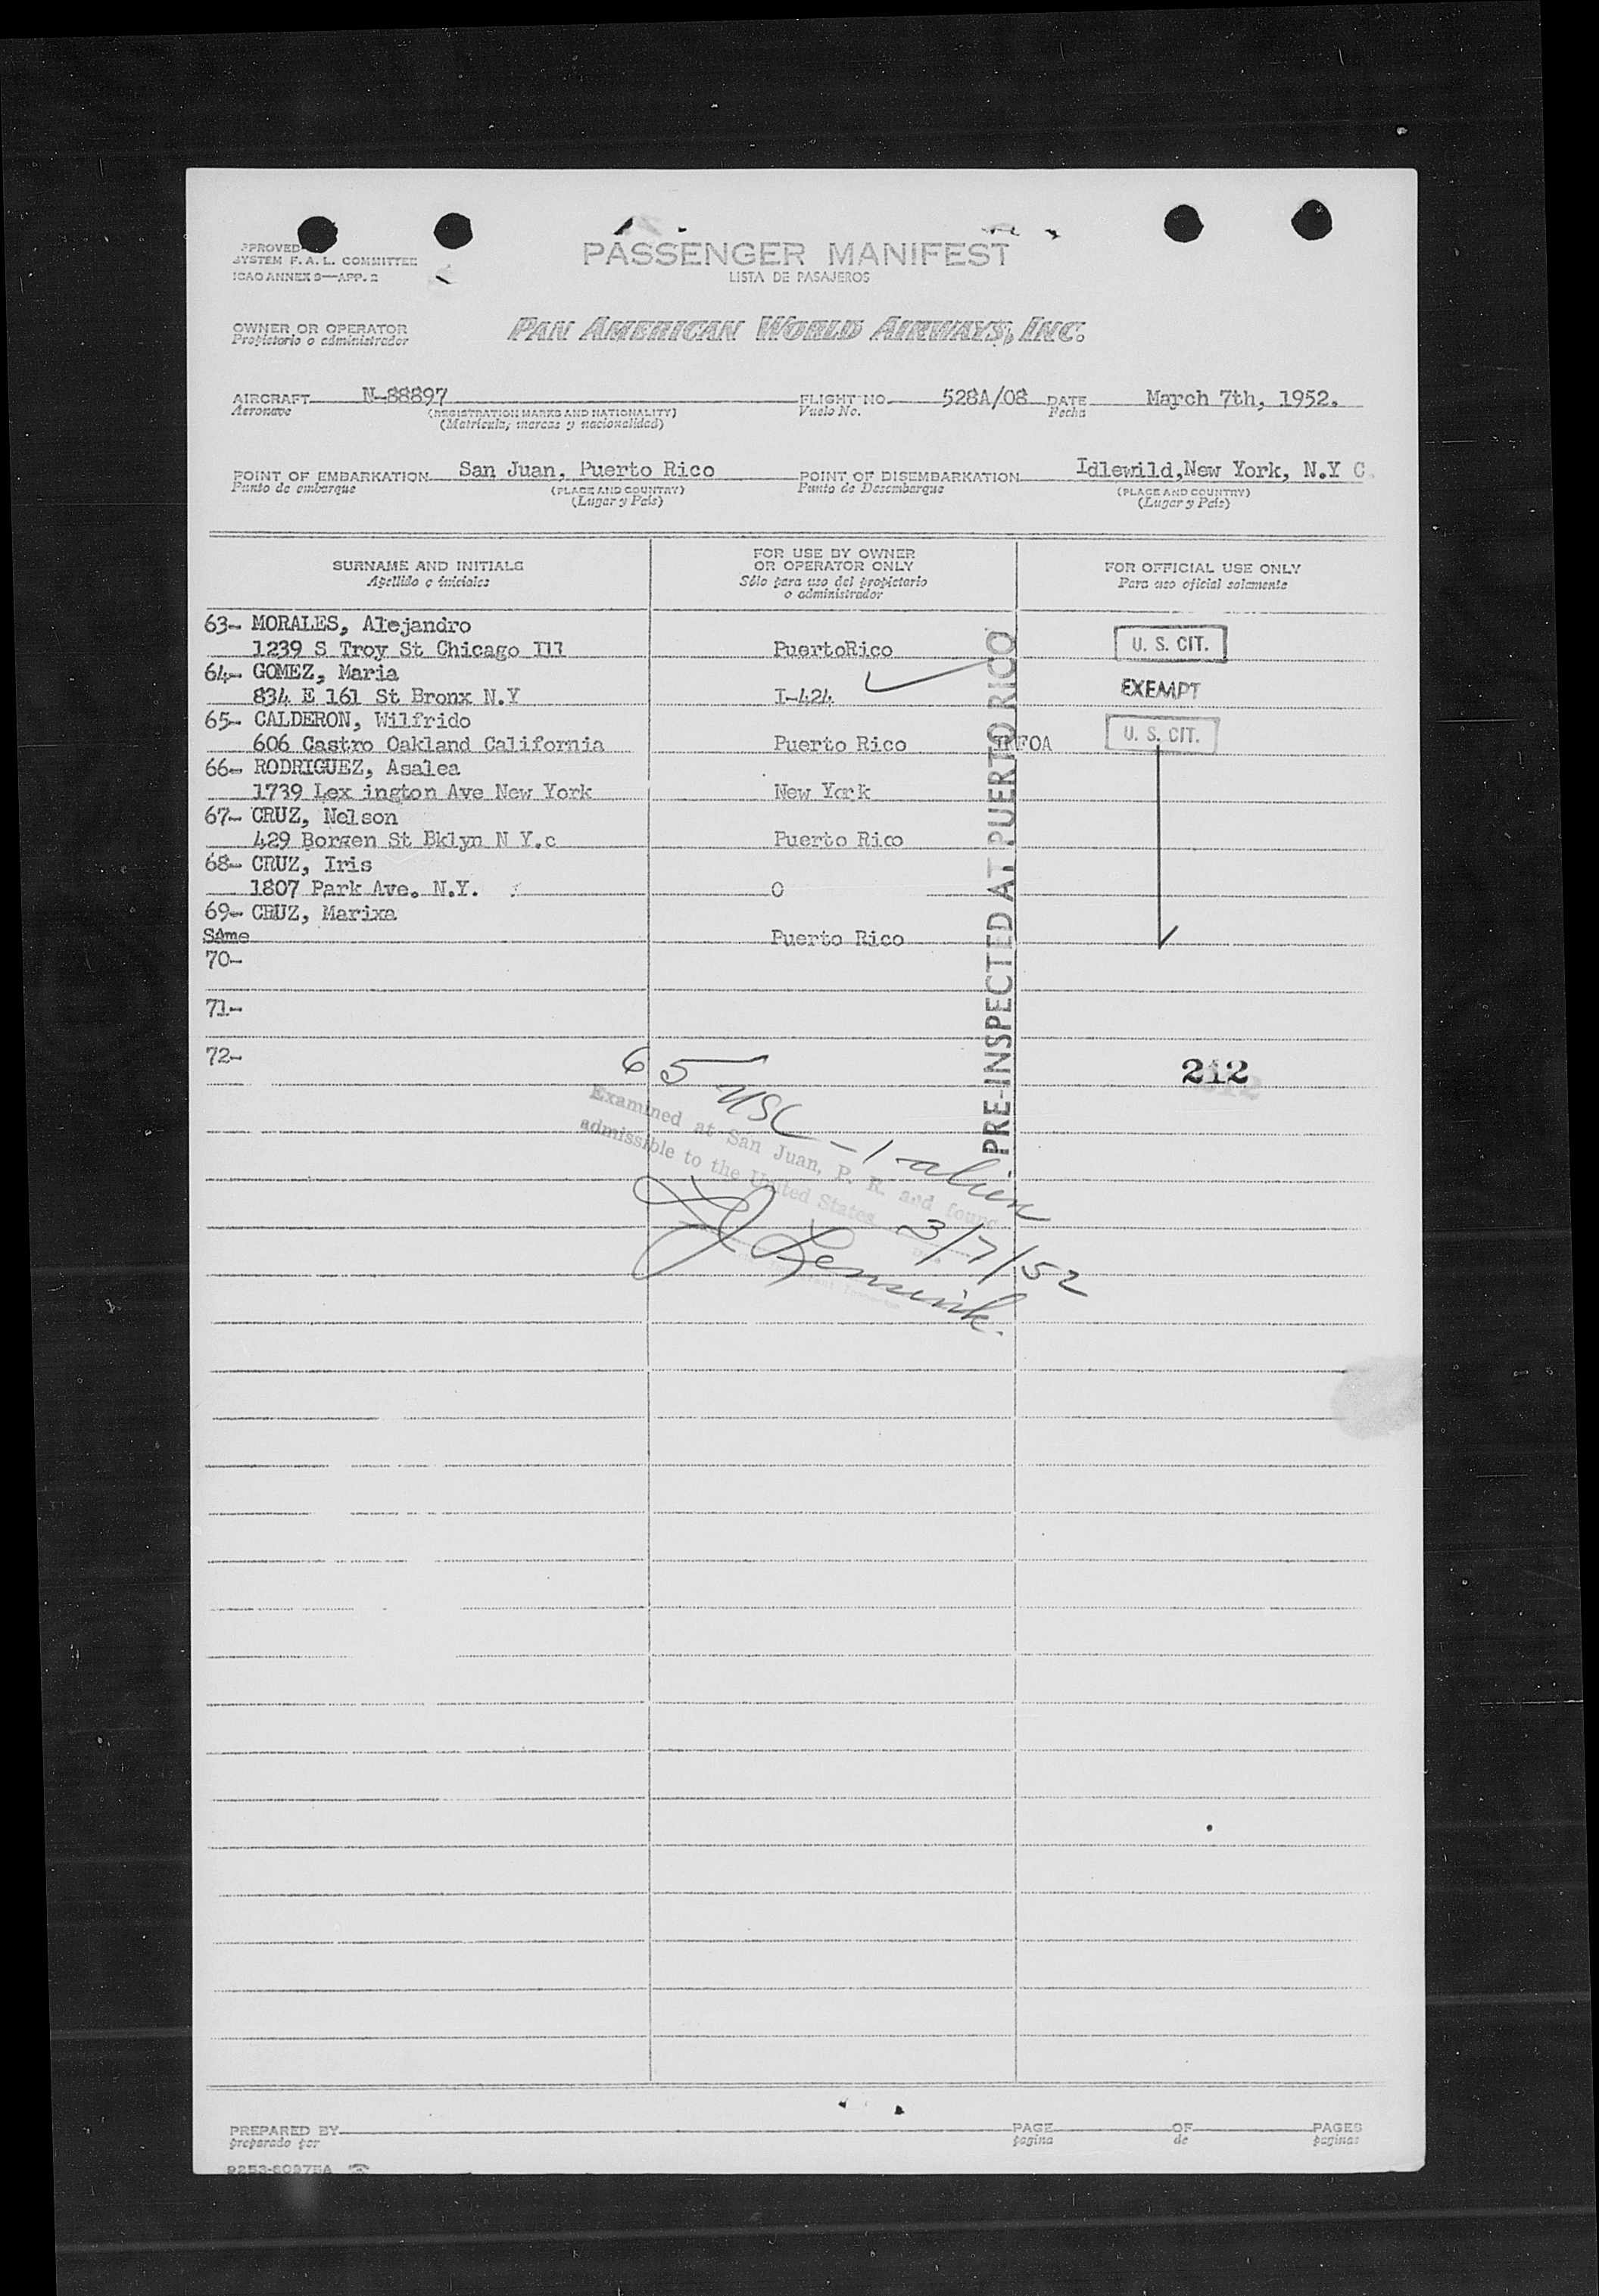 APPROVED
SYSTEM F. A. L. COMMITTEE
ICAO ANNEX 9—APP. 2
PASSENGER MANIFEST
LISTA DE PASAJEROS
OWNER OR OPERATOR
Propietario o administrador
PAN AMERICAN WORLD AIRWAYS, INC.
AIRCRAFT N-88897 FLIGHT NO. 528A/08 DATE March 7th, 1952.
Aeronave (REGISTRATION MARKS AND NATIONALITY) Vuelo No. Fecha
(Matrícula, marcas y nacionalidad)
POINT OF EMBARKATION San Juan, Puerto Rico POINT OF DISEMBARKATION Idlewild,New York, N.Y C.
Punto de embarque (PLACE AND COUNTRY) Punto de Desembarque (PLACE AND COUNTRY)
(Lugar y País) (Lugar y País)
SURNAME AND INITIALS FOR USE BY OWNER OR OPERATOR ONLY FOR OFFICIAL USE ONLY
Apellido e iniciales Sólo para uso del propietario o administrador Para uso oficial solamente
63- MORALES, Alejandro
1239 S Troy St Chicago Ill PuertoRico U. S. CIT.
64- GOMEZ, Maria
834 E 161 St Bronx N.Y I-424 EXEMPT
65- CALDERON, Wilfrido
606 Castro Oakland California Puerto Rico U. S. CIT.
66- RODRIGUEZ, Asalea
1739 Lex ington Ave New York New York
67- CRUZ, Nelson
429 Borgen St Bklyn N Y.c Puerto Rico
68- CRUZ, Iris
1807 Park Ave. N.Y. O
69- CRUZ, Marixa
SAme Puerto Rico
70-
71-
72-
212
PRE-INSPECTED AT PUERTO RICO
65 USC - 1 alien
Examined at San Juan, P. R. and found
admissible to the United States
3/7/52
PREPARED BY PAGE OF PAGES
preparado por pagina de paginas